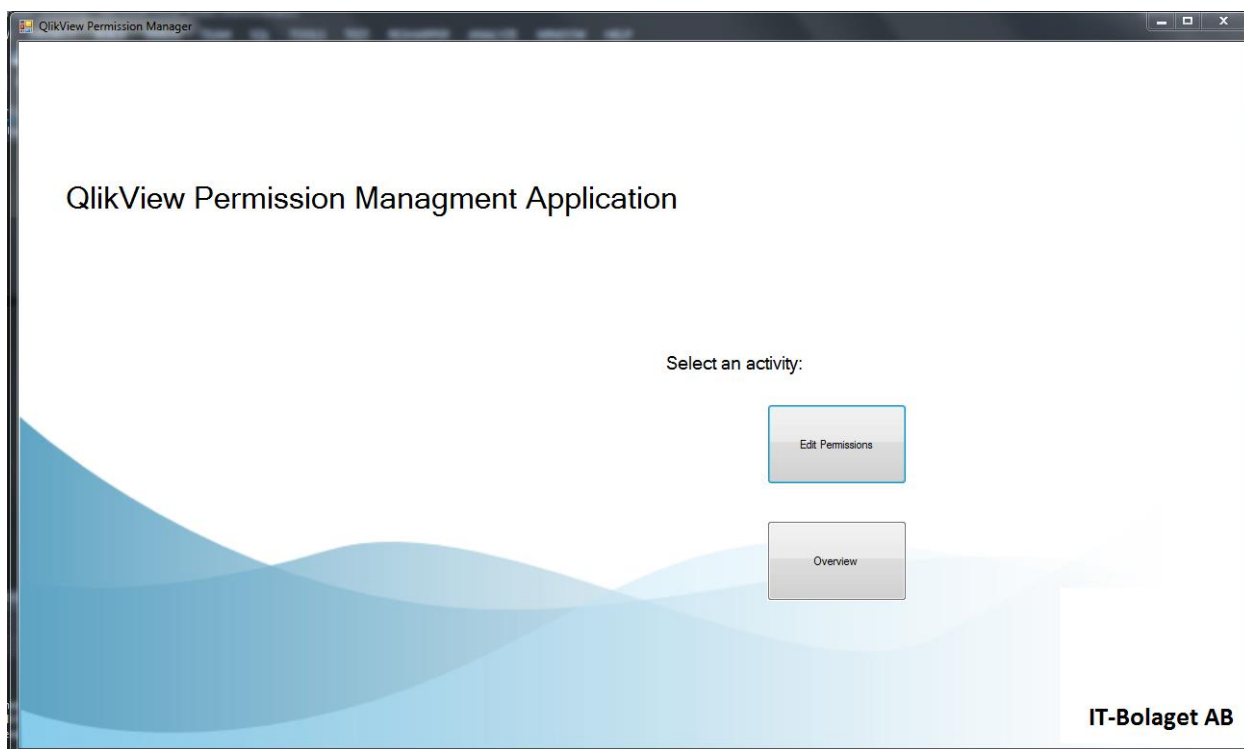 QlikView Permission Manager
QlikView Permission Managment Application
Select an activity:
Edit Permissions
Overview
IT-Bolaget AB